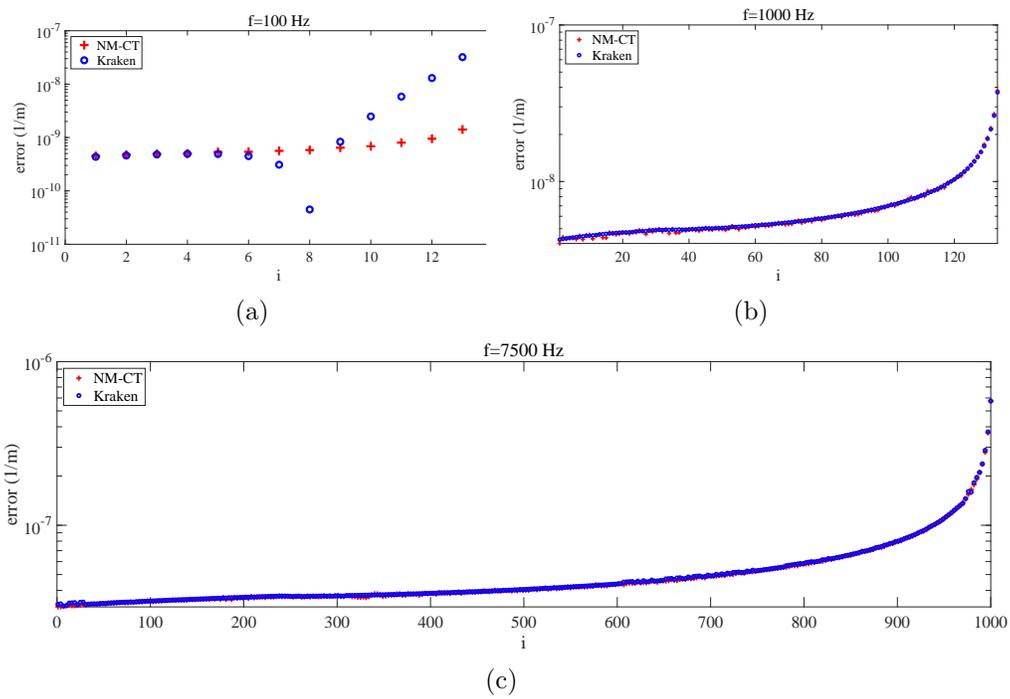 f=100 Hz
10^-7
NM-CT
Kraken
10^-8
error (1/m)
10^-9
10^-10
10^-11
0 2 4 6 8 10 12
i
(a)
f=1000 Hz
10^-7
NM-CT
Kraken
error (1/m)
10^-8
20 40 60 80 100 120
i
(b)
f=7500 Hz
10^-6
NM-CT
Kraken
error (1/m)
10^-7
0 100 200 300 400 500 600 700 800 900 1000
i
(c)